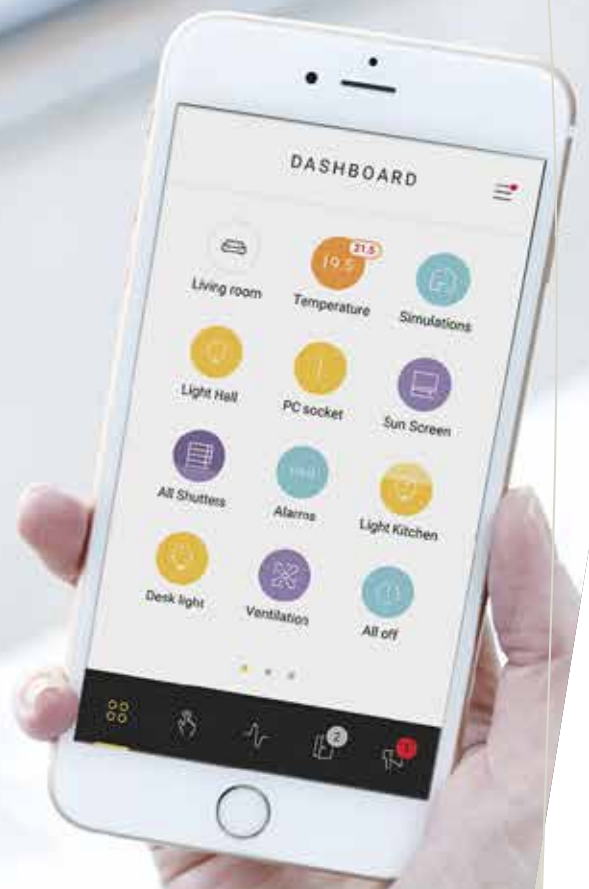 DASHBOARD
21.5
19.5
Living room
Temperature
Simulations
Light Hall
PC socket
Sun Screen
All Shutters
Alarms
Light Kitchen
Desk light
Ventilation
All off
2